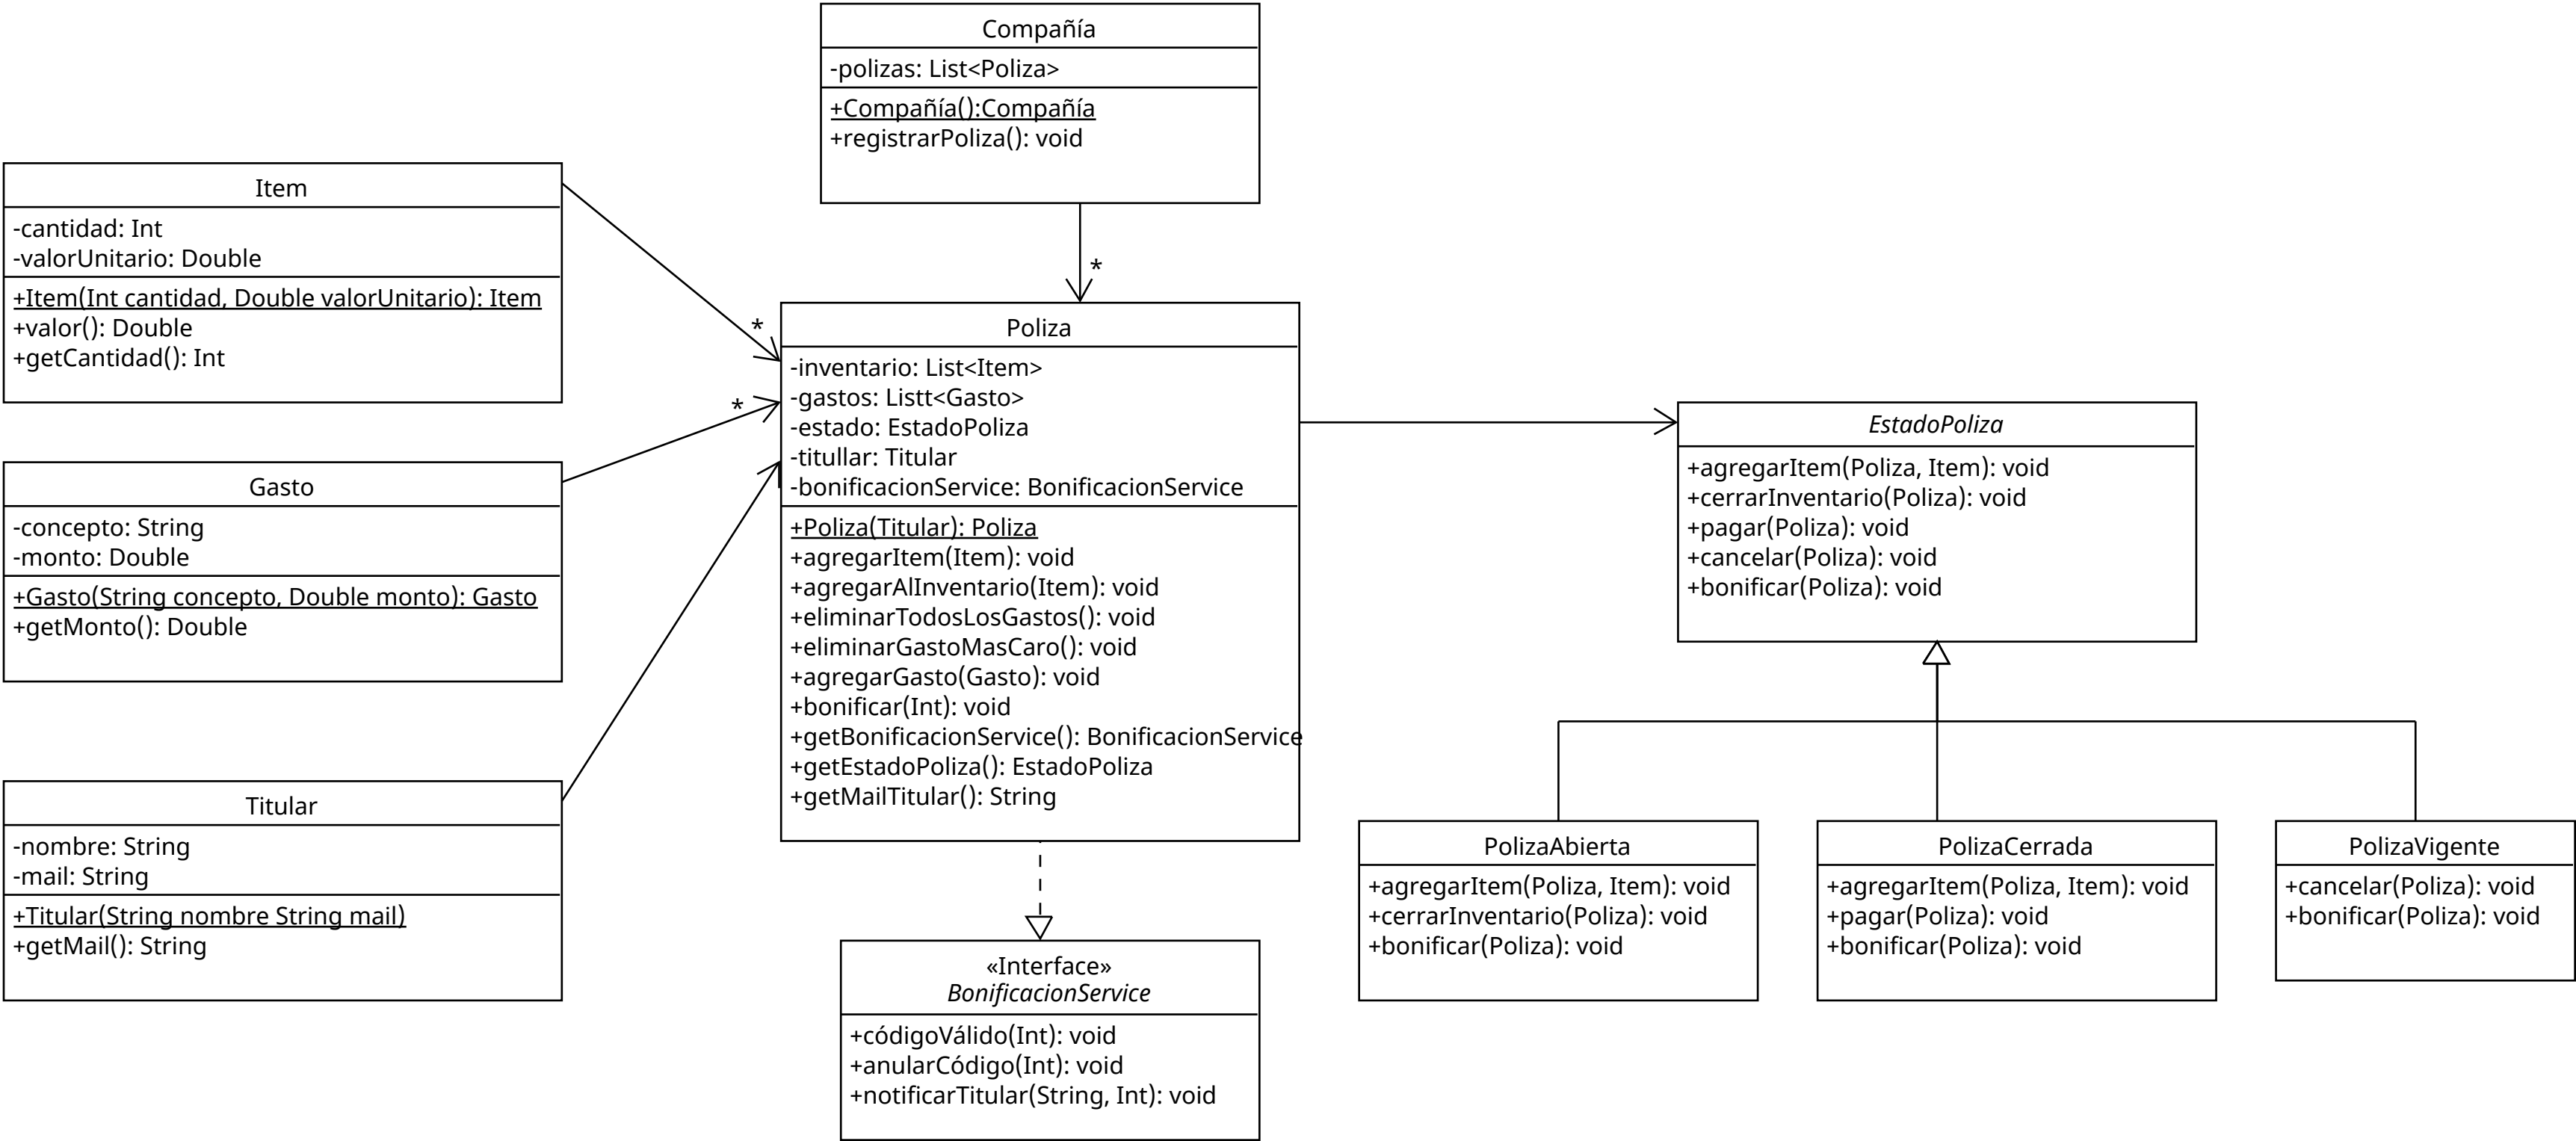 Compañía
-polizas: List<Poliza>
+Compañía():Compañía
+registrarPoliza(): void
*
Item
-cantidad: Int
-valorUnitario: Double
+Item(Int cantidad, Double valorUnitario): Item
+valor(): Double
+getCantidad(): Int
*
Gasto
-concepto: String
-monto: Double
+Gasto(String concepto, Double monto): Gasto
+getMonto(): Double
*
Titular
-nombre: String
-mail: String
+Titular(String nombre String mail)
+getMail(): String
Poliza
-inventario: List<Item>
-gastos: Listt<Gasto>
-estado: EstadoPoliza
-titullar: Titular
-bonificacionService: BonificacionService
+Poliza(Titular): Poliza
+agregarItem(Item): void
+agregarAlInventario(Item): void
+eliminarTodosLosGastos(): void
+eliminarGastoMasCaro(): void
+agregarGasto(Gasto): void
+bonificar(Int): void
+getBonificacionService(): BonificacionService
+getEstadoPoliza(): EstadoPoliza
+getMailTitular(): String
«Interface»
BonificacionService
+códigoVálido(Int): void
+anularCódigo(Int): void
+notificarTitular(String, Int): void
EstadoPoliza
+agregarItem(Poliza, Item): void
+cerrarInventario(Poliza): void
+pagar(Poliza): void
+cancelar(Poliza): void
+bonificar(Poliza): void
PolizaAbierta
+agregarItem(Poliza, Item): void
+cerrarInventario(Poliza): void
+bonificar(Poliza): void
PolizaCerrada
+agregarItem(Poliza, Item): void
+pagar(Poliza): void
+bonificar(Poliza): void
PolizaVigente
+cancelar(Poliza): void
+bonificar(Poliza): void